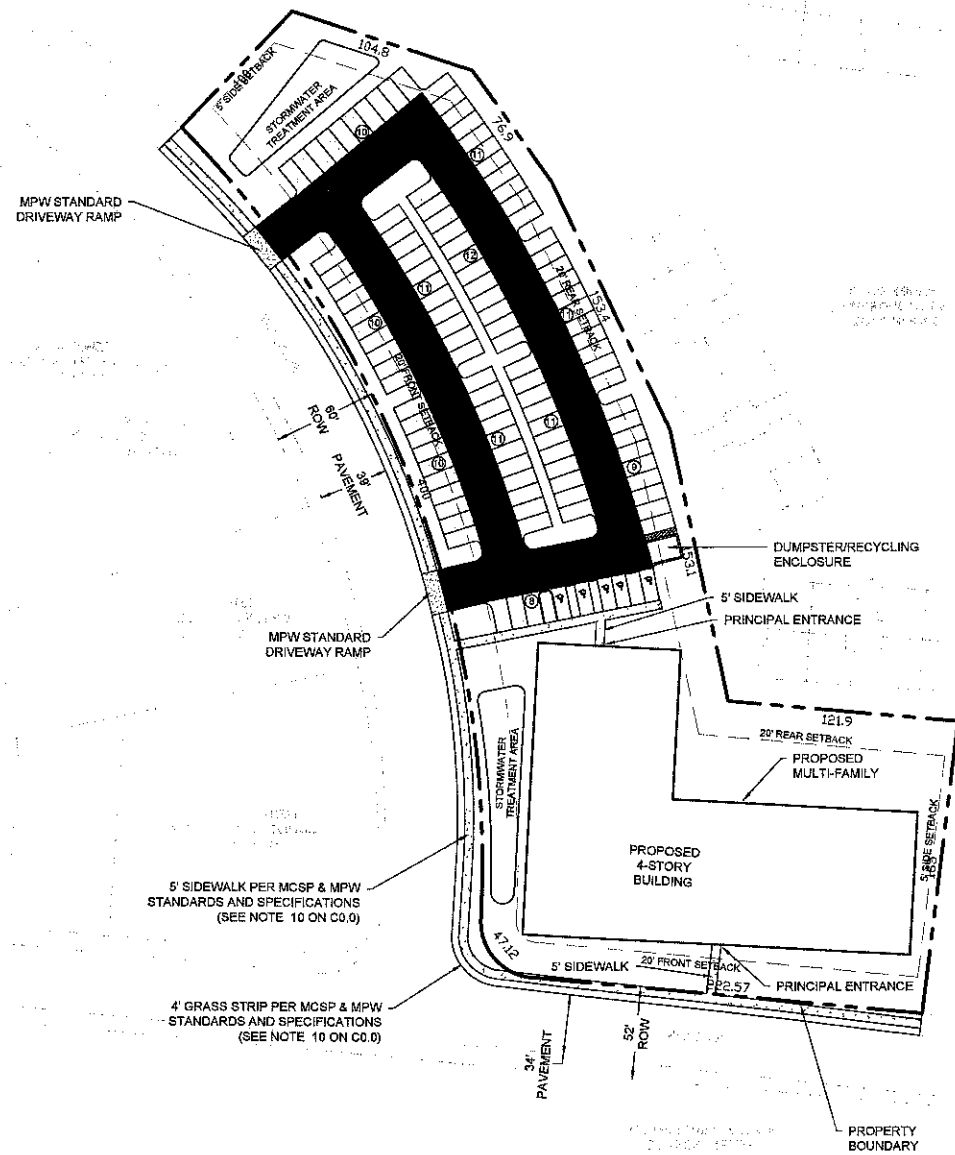 104.8
5' SIDE SETBACK
STORMWATER
TREATMENT AREA
10
76.9
11
MPW STANDARD
DRIVEWAY RAMP
12
11
10
20' REAR SETBACK
153.4
11
20' FRONT SETBACK
60'
ROW
39'
PAVEMENT
400
11
11
10
9
DUMPSTER/RECYCLING
ENCLOSURE
53.1
5' SIDEWALK
8
PRINCIPAL ENTRANCE
MPW STANDARD
DRIVEWAY RAMP
121.9
20' REAR SETBACK
PROPOSED
MULTI-FAMILY
STORMWATER
TREATMENT AREA
5' SIDE SETBACK
PROPOSED
4-STORY
BUILDING
5' SIDEWALK PER MCSP & MPW
STANDARDS AND SPECIFICATIONS
(SEE NOTE 10 ON C0.0)
47.12
20' FRONT SETBACK
5' SIDEWALK
22.57
PRINCIPAL ENTRANCE
4' GRASS STRIP PER MCSP & MPW
STANDARDS AND SPECIFICATIONS
(SEE NOTE 10 ON C0.0)
34'
PAVEMENT
52'
ROW
PROPERTY
BOUNDARY